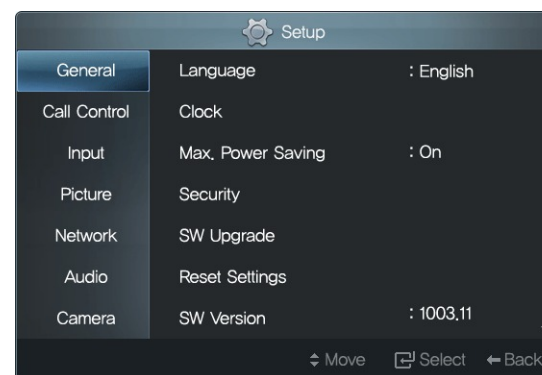 Setup
General
Language : English
Call Control
Clock
Input
Max. Power Saving : On
Picture
Security
Network
SW Upgrade
Audio
Reset Settings
Camera
SW Version : 1003.11
Move Select Back